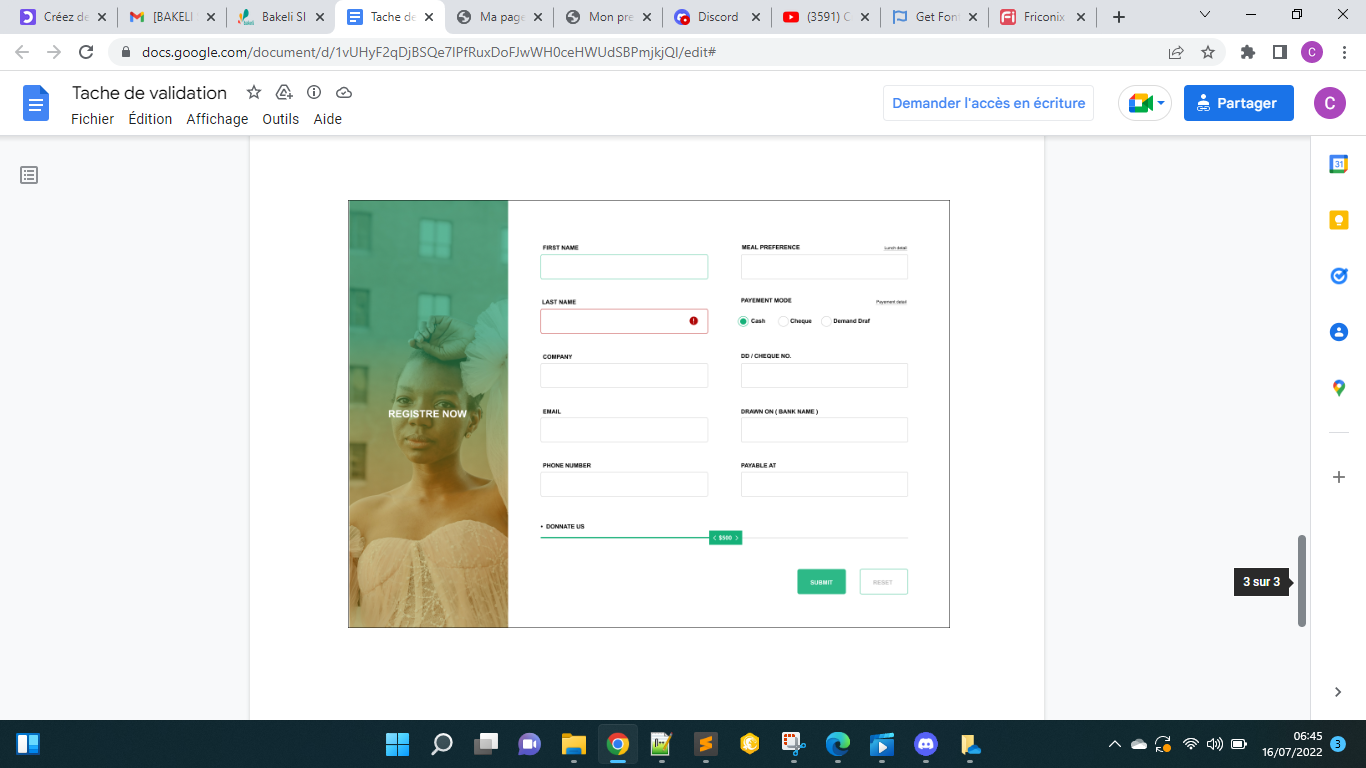 Créez de
[BAKELI
Bakeli SI
Tache de
Ma page
Mon pre
Discord
(3591) C
Get Font
Friconix
docs.google.com/document/d/1vUHyF2qDjBSQe7IPfRuxDoFJwWH0ceHWUdSBPmjkjQI/edit#
C
Tache de validation
Fichier Édition Affichage Outils Aide
Demander l'accès en écriture
Partager
C
31
FIRST NAME
MEAL PREFERENCE
Lunch detail
LAST NAME
PAYEMENT MODE
Payement detail
Cash Cheque Demand Draf
COMPANY
DD / CHEQUE NO.
REGISTRE NOW
EMAIL
DRAWN ON ( BANK NAME )
PHONE NUMBER
PAYABLE AT
• DONNATE US
< $500 >
SUBMIT
RESET
3 sur 3
06:45
16/07/2022
3